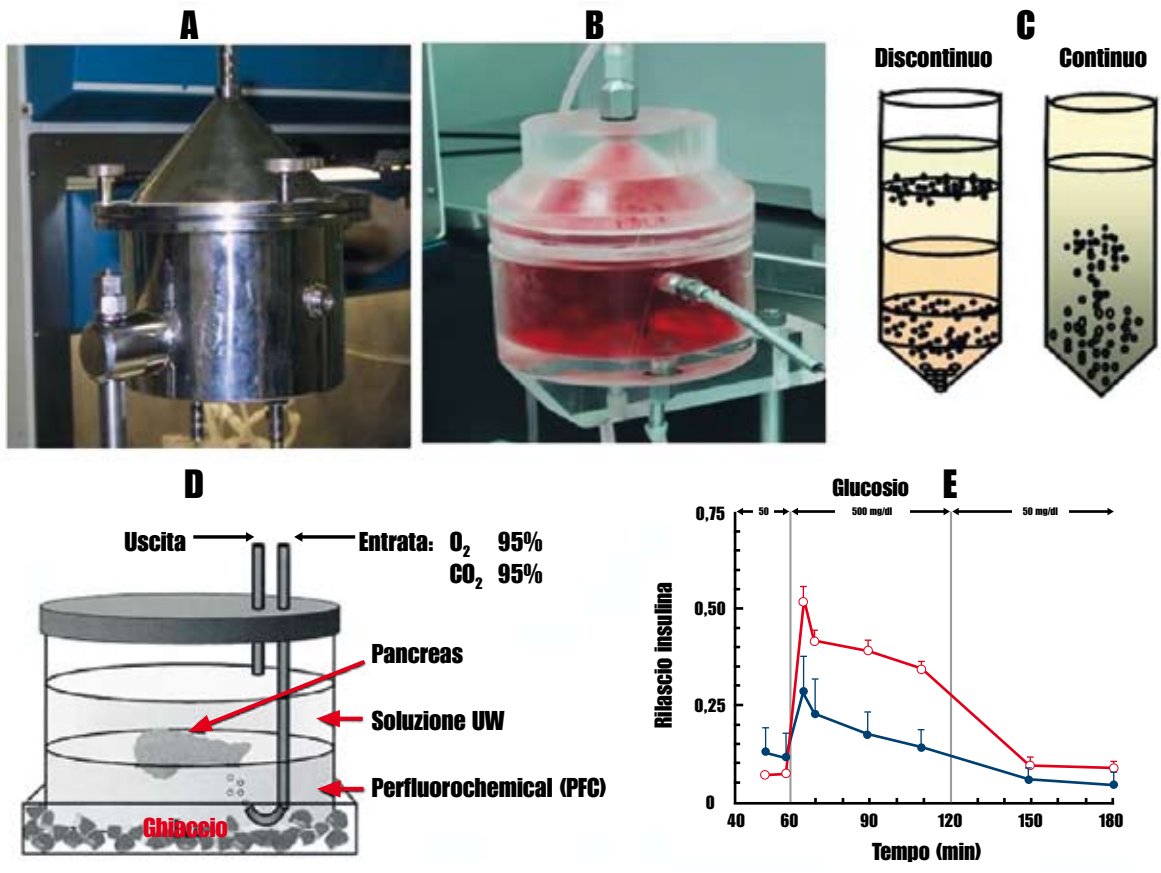 A
B
C
Discontinuo
Continuo
D
Uscita
Entrata: O₂ 95%
CO₂ 95%
Pancreas
Soluzione UW
Perfluorochemical (PFC)
Ghiaccio
Glucosio E
50
500 mg/dl
50 mg/dl
Rilascio insulina
0,75
0,50
0,25
0
40 60 90 120 150 180
Tempo (min)